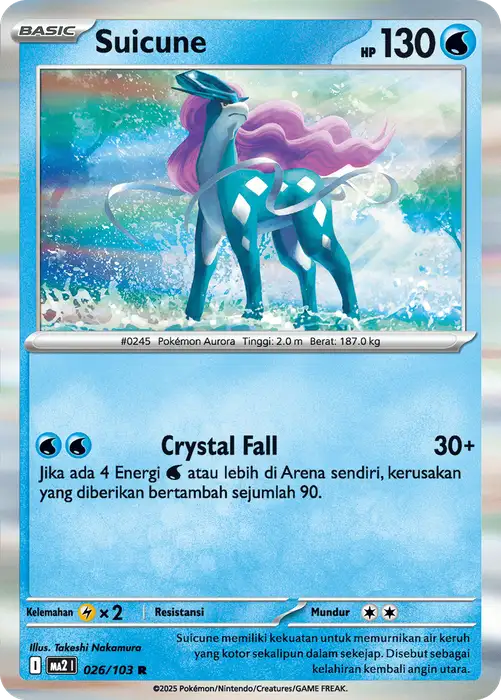 BASIC Suicune HP 130
#0245 Pokémon Aurora Tinggi: 2.0 m Berat: 187.0 kg
Crystal Fall 30+
Jika ada 4 Energi atau lebih di Arena sendiri, kerusakan
yang diberikan bertambah sejumlah 90.
Kelemahan ×2 Resistansi Mundur
Illus. Takeshi Nakamura
I MA2 I 026/103 R
Suicune memiliki kekuatan untuk memurnikan air keruh
yang kotor sekalipun dalam sekejap. Disebut sebagai
kelahiran kembali angin utara.
©2025 Pokémon/Nintendo/Creatures/GAME FREAK.